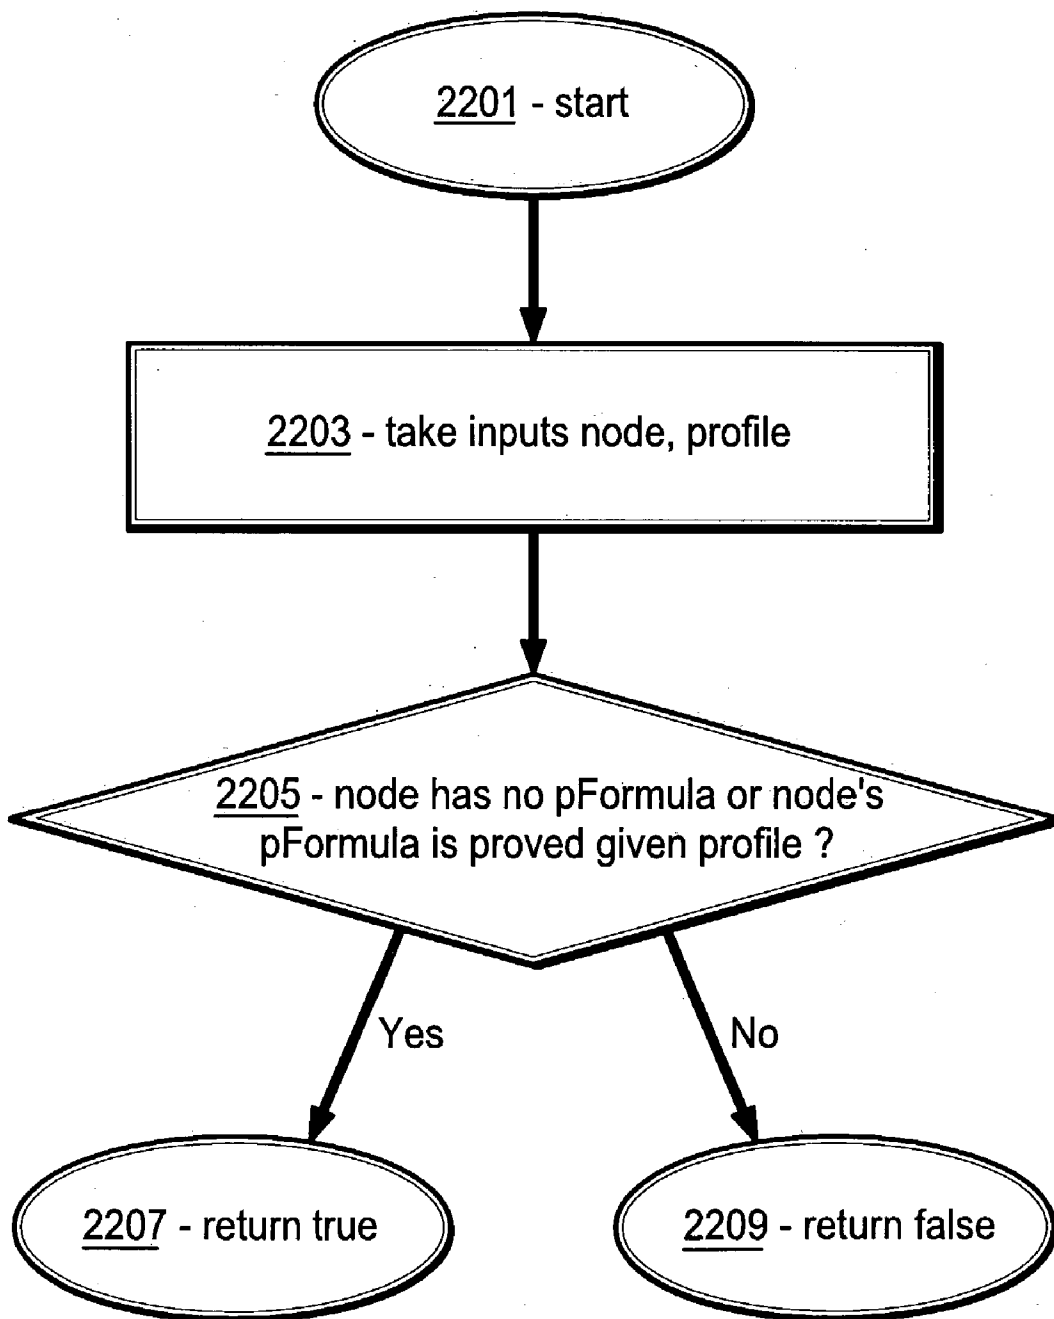 2201 - start
2203 - take inputs node, profile
2205 - node has no pFormula or node's
pFormula is proved given profile ?
Yes
No
2207 - return true
2209 - return false